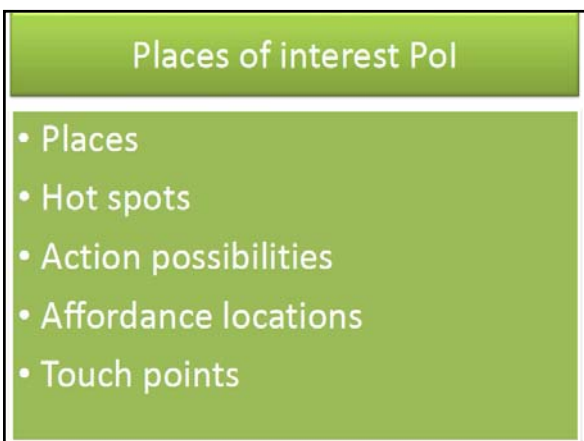 Places of interest PoI
• Places
• Hot spots
• Action possibilities
• Affordance locations
• Touch points